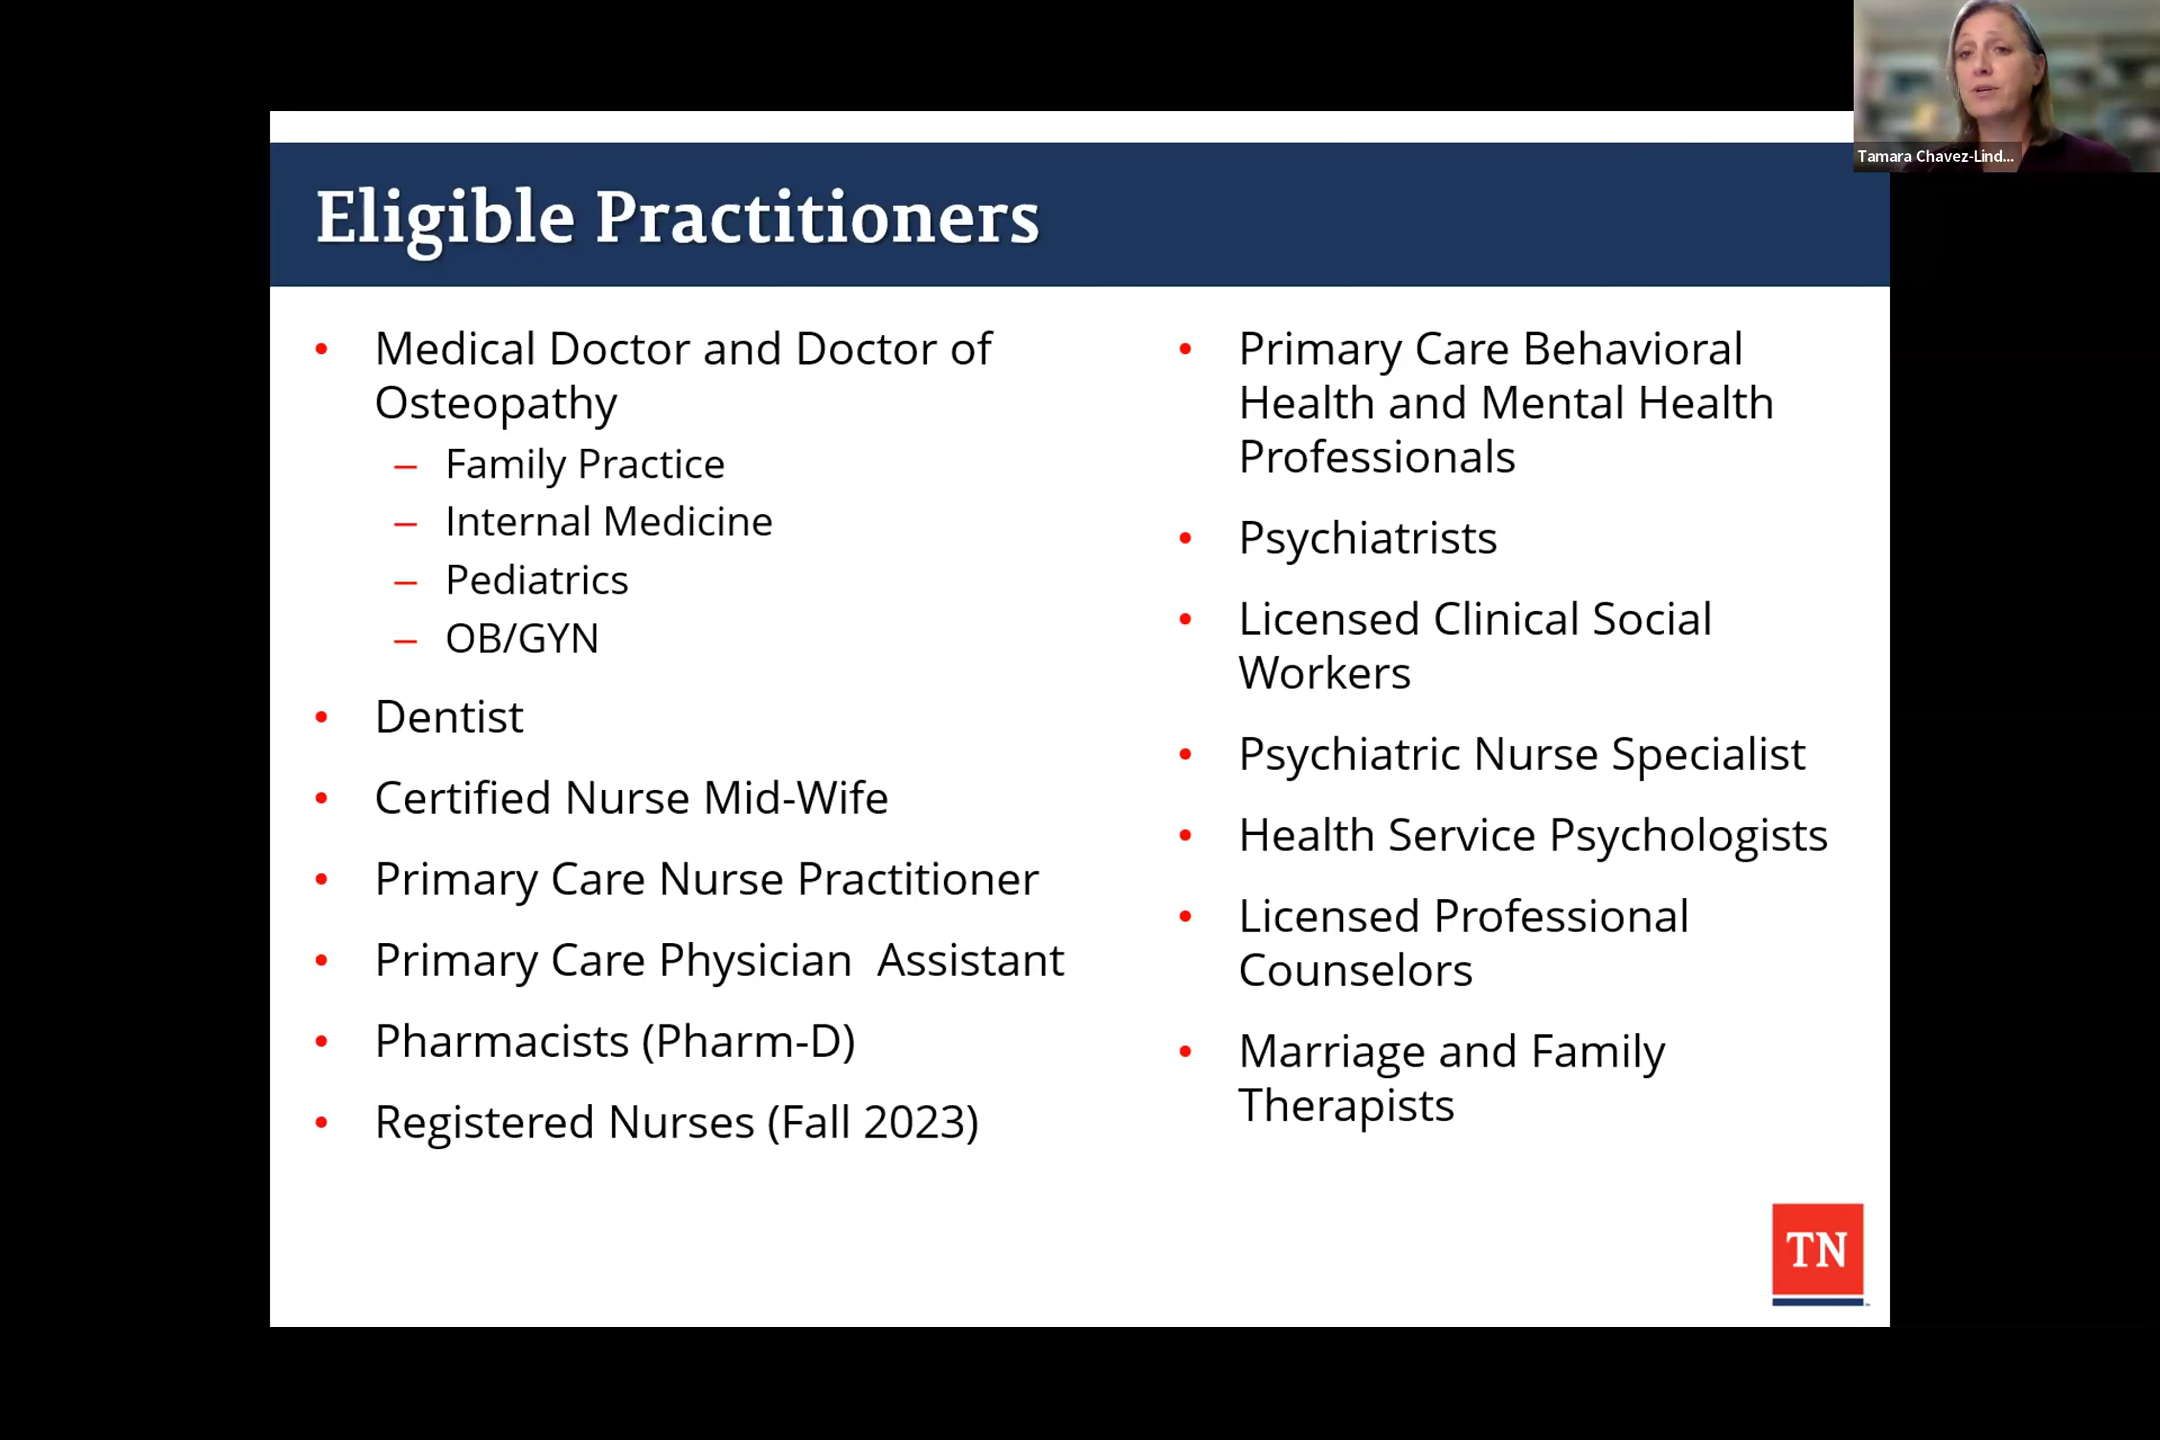 Tamara Chavez-Lind...
Eligible Practitioners
• Medical Doctor and Doctor of
Osteopathy
– Family Practice
– Internal Medicine
– Pediatrics
– OB/GYN
• Dentist
• Certified Nurse Mid-Wife
• Primary Care Nurse Practitioner
• Primary Care Physician  Assistant
• Pharmacists (Pharm-D)
• Registered Nurses (Fall 2023)
• Primary Care Behavioral
Health and Mental Health
Professionals
• Psychiatrists
• Licensed Clinical Social
Workers
• Psychiatric Nurse Specialist
• Health Service Psychologists
• Licensed Professional
Counselors
• Marriage and Family
Therapists
TN